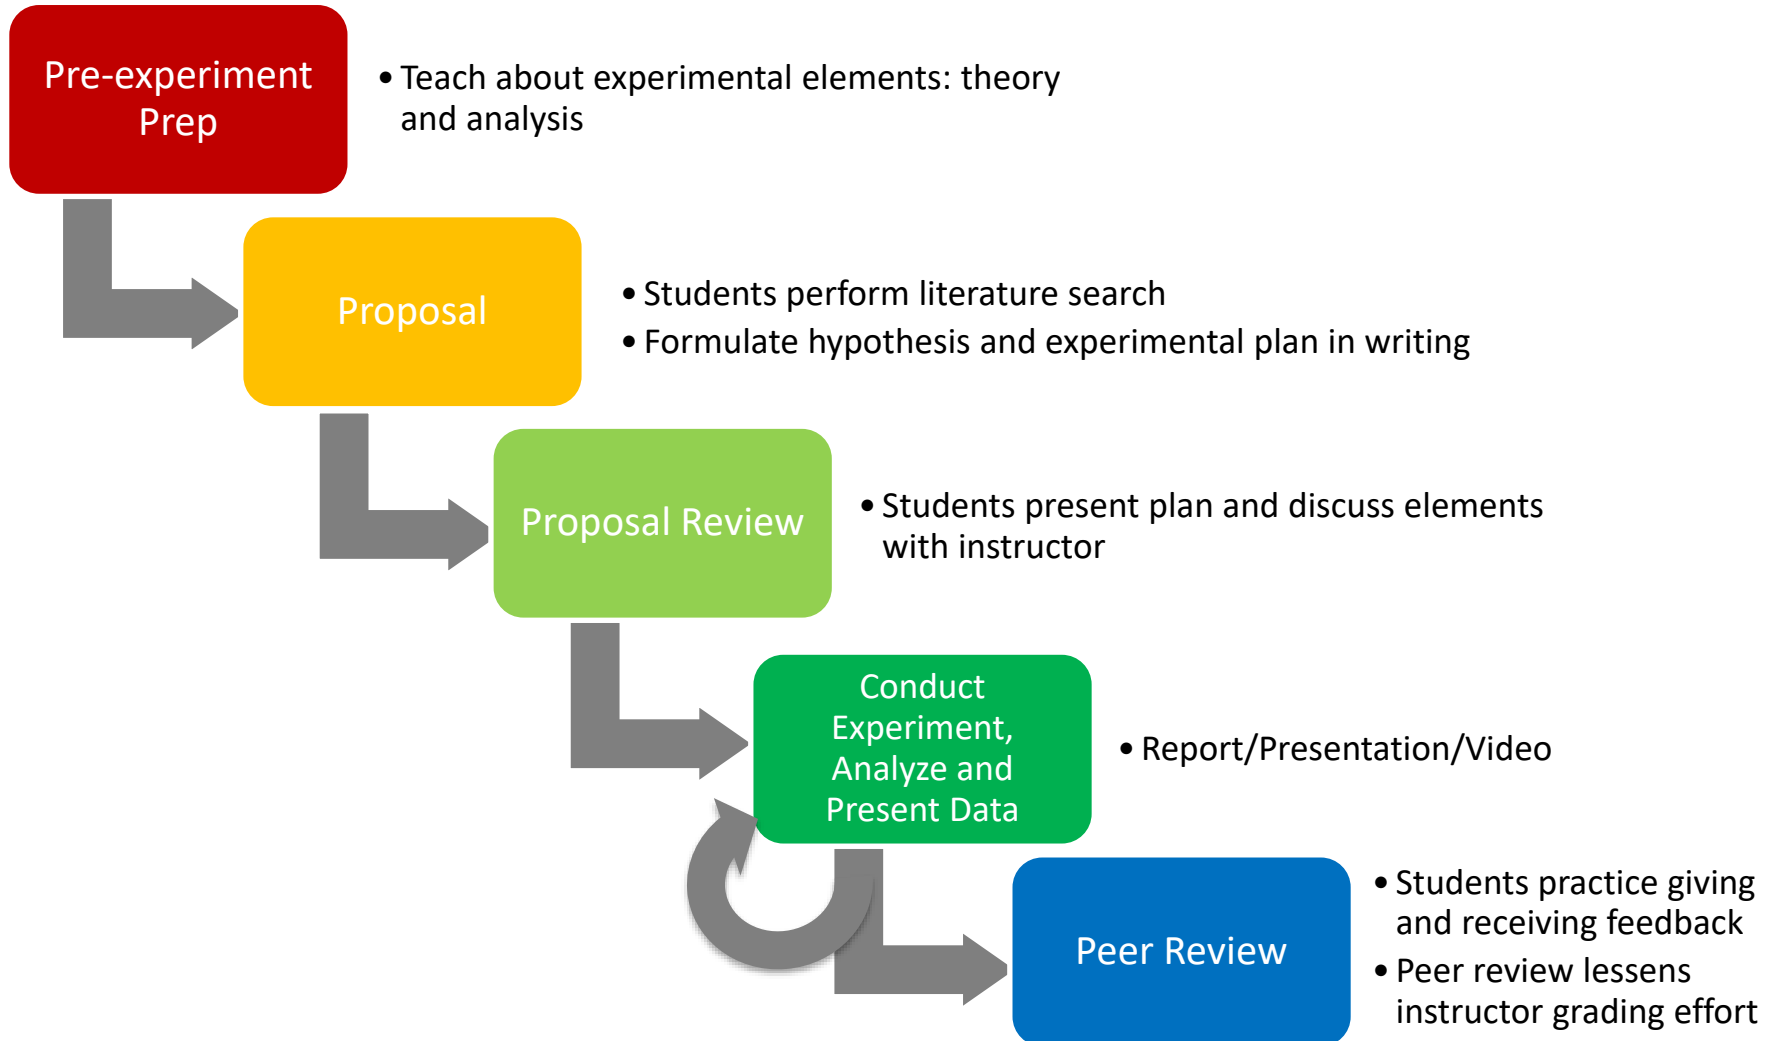 Pre-experiment
Prep
• Teach about experimental elements: theory
and analysis
Proposal
• Students perform literature search
• Formulate hypothesis and experimental plan in writing
Proposal Review
• Students present plan and discuss elements
with instructor
Conduct
Experiment,
Analyze and
Present Data
• Report/Presentation/Video
Peer Review
• Students practice giving
and receiving feedback
• Peer review lessens
instructor grading effort